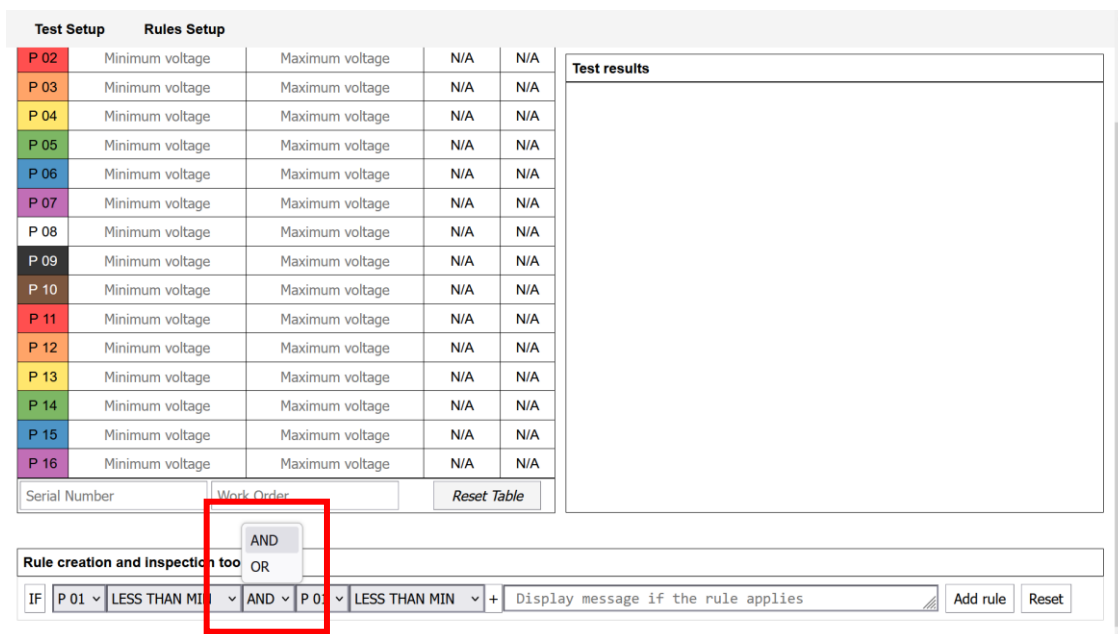 Test Setup Rules Setup
P 02 Minimum voltage Maximum voltage N/A N/A
Test results
P 03 Minimum voltage Maximum voltage N/A N/A
P 04 Minimum voltage Maximum voltage N/A N/A
P 05 Minimum voltage Maximum voltage N/A N/A
P 06 Minimum voltage Maximum voltage N/A N/A
P 07 Minimum voltage Maximum voltage N/A N/A
P 08 Minimum voltage Maximum voltage N/A N/A
P 09 Minimum voltage Maximum voltage N/A N/A
P 10 Minimum voltage Maximum voltage N/A N/A
P 11 Minimum voltage Maximum voltage N/A N/A
P 12 Minimum voltage Maximum voltage N/A N/A
P 13 Minimum voltage Maximum voltage N/A N/A
P 14 Minimum voltage Maximum voltage N/A N/A
P 15 Minimum voltage Maximum voltage N/A N/A
P 16 Minimum voltage Maximum voltage N/A N/A
Serial Number Work Order Reset Table
AND
Rule creation and inspection too
OR
IF P 01 LESS THAN MIN AND P 01 LESS THAN MIN + Display message if the rule applies Add rule Reset